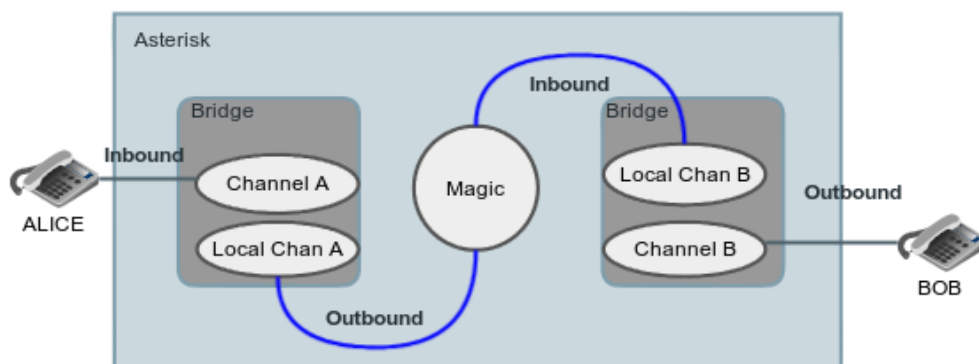 Asterisk
Inbound
Bridge
Bridge
Inbound
Channel A
Magic
Local Chan B
Outbound
ALICE
Local Chan A
Channel B
BOB
Outbound